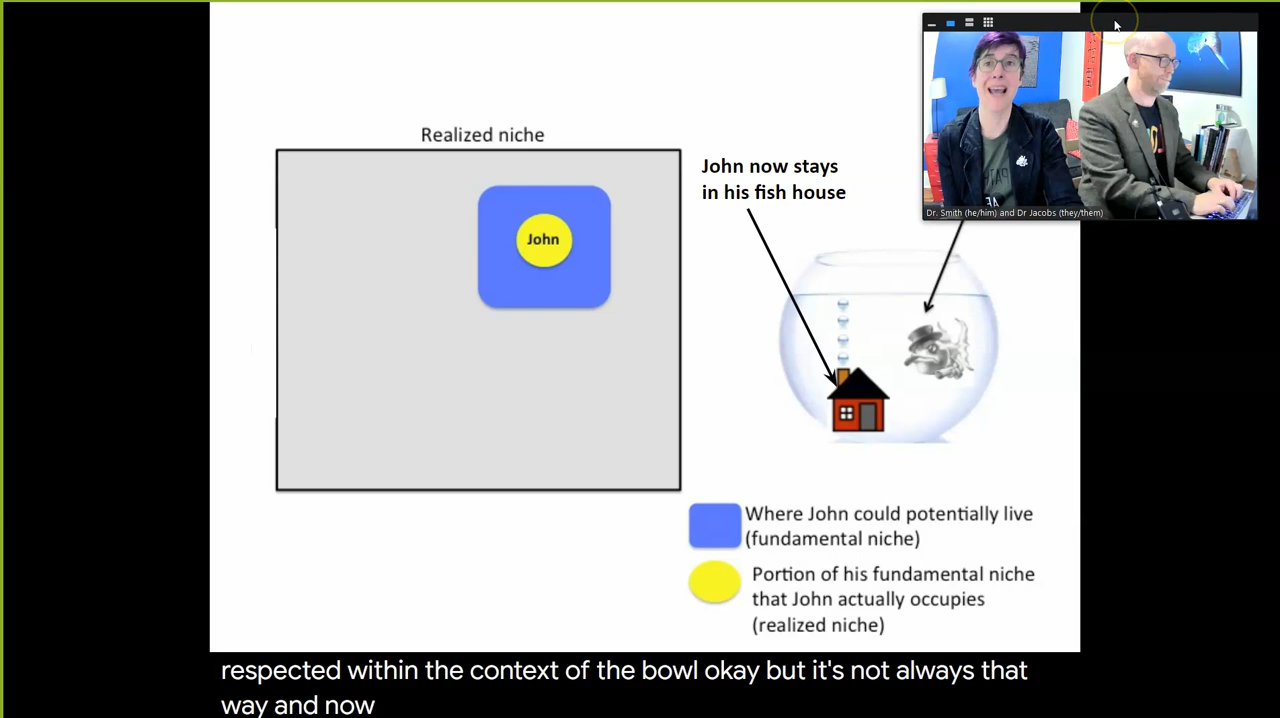 Realized niche
John
John now stays
in his fish house
Dr. Smith (he/him) and Dr Jacobs (they/them)
Where John could potentially live
(fundamental niche)
Portion of his fundamental niche
that John actually occupies
(realized niche)
respected within the context of the bowl okay but it's not always that
way and now